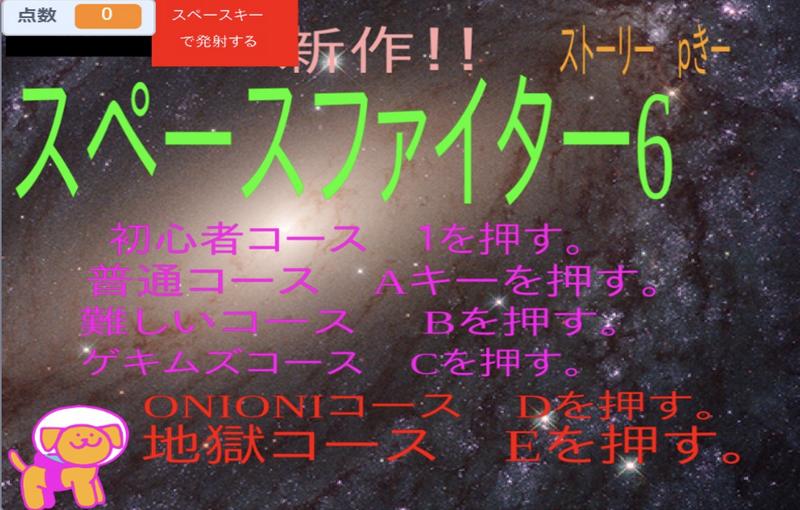 点数 0
スペースキー
で発射する
新作!!
ストーリー pきー
スペースファイター6
初心者コース 1を押す。
普通コース Aキーを押す。
難しいコース Bを押す。
ゲキムズコース Cを押す。
ONIONIコース Dを押す。
地獄コース Eを押す。